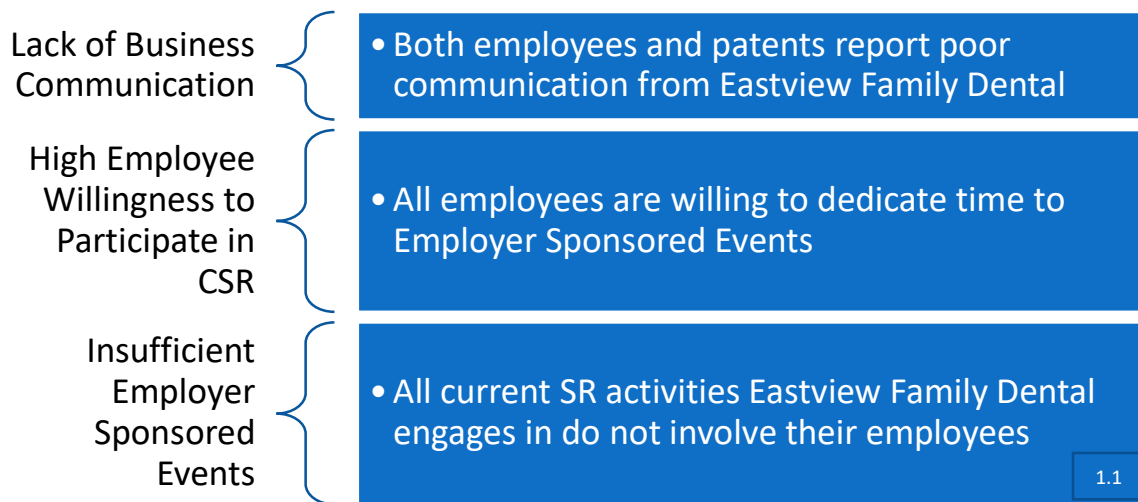 Lack of Business
Communication
• Both employees and patents report poor
communication from Eastview Family Dental
High Employee
Willingness to
Participate in
CSR
• All employees are willing to dedicate time to
Employer Sponsored Events
Insufficient
Employer
Sponsored
Events
• All current SR activities Eastview Family Dental
engages in do not involve their employees
1.1